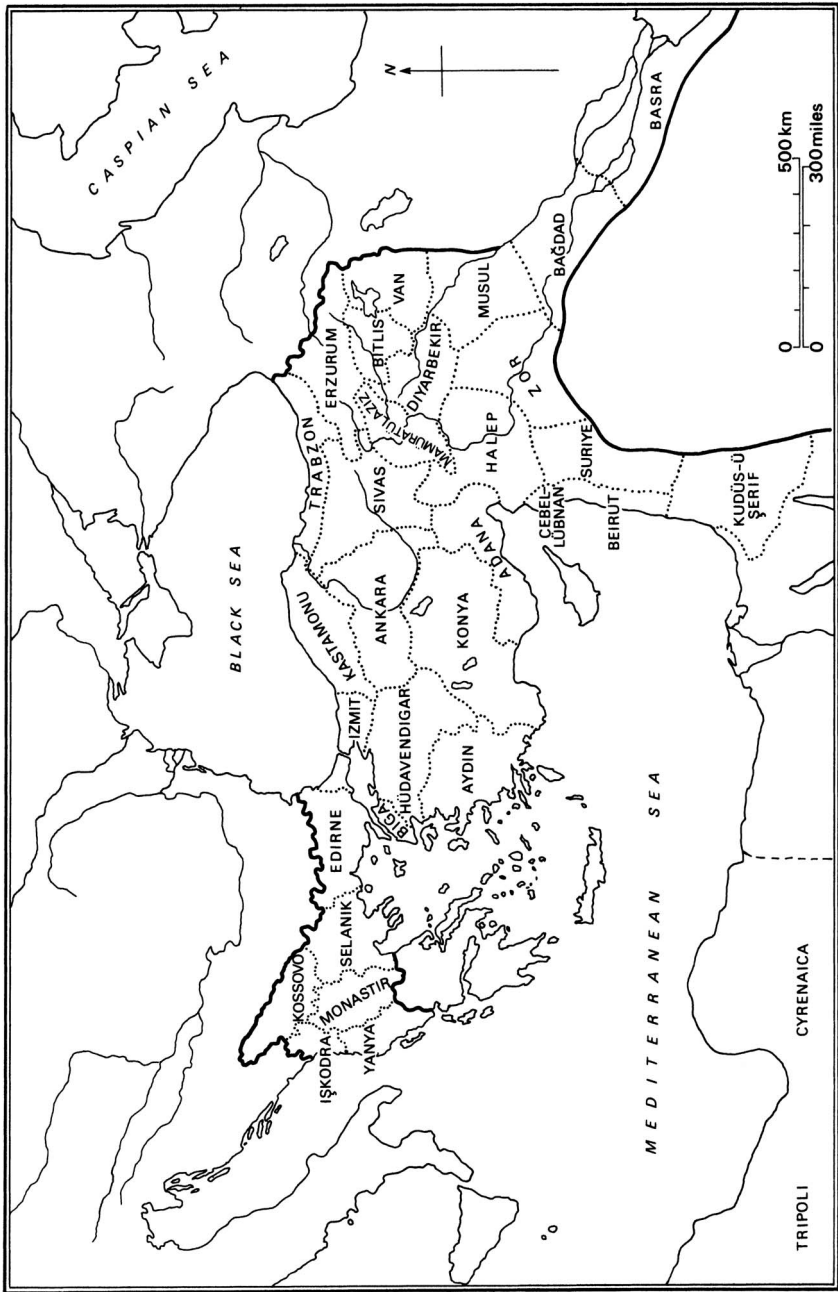 CASPIAN SEA
N
BLACK SEA
TRABZON
ERZURUM
VAN
BITLIS
MAMURATÜLAZIZ
DIYARBEKIR
MUSUL
SIVAS
KASTAMONU
ANKARA
IZMIT
HÜDAVENDIGAR
BIGA
AYDIN
KONYA
ADANA
HALEP
ZOR
BAĞDAD
BASRA
EDIRNE
SELANIK
KOSSOVO
MONASTIR
IŞKODRA
YANYA
CEBEL-
LÜBNAN
SURIYE
BEIRUT
KUDÜS-Ü
ŞERIF
MEDITERRANEAN SEA
TRIPOLI
CYRENAICA
0 500 km
0 300 miles